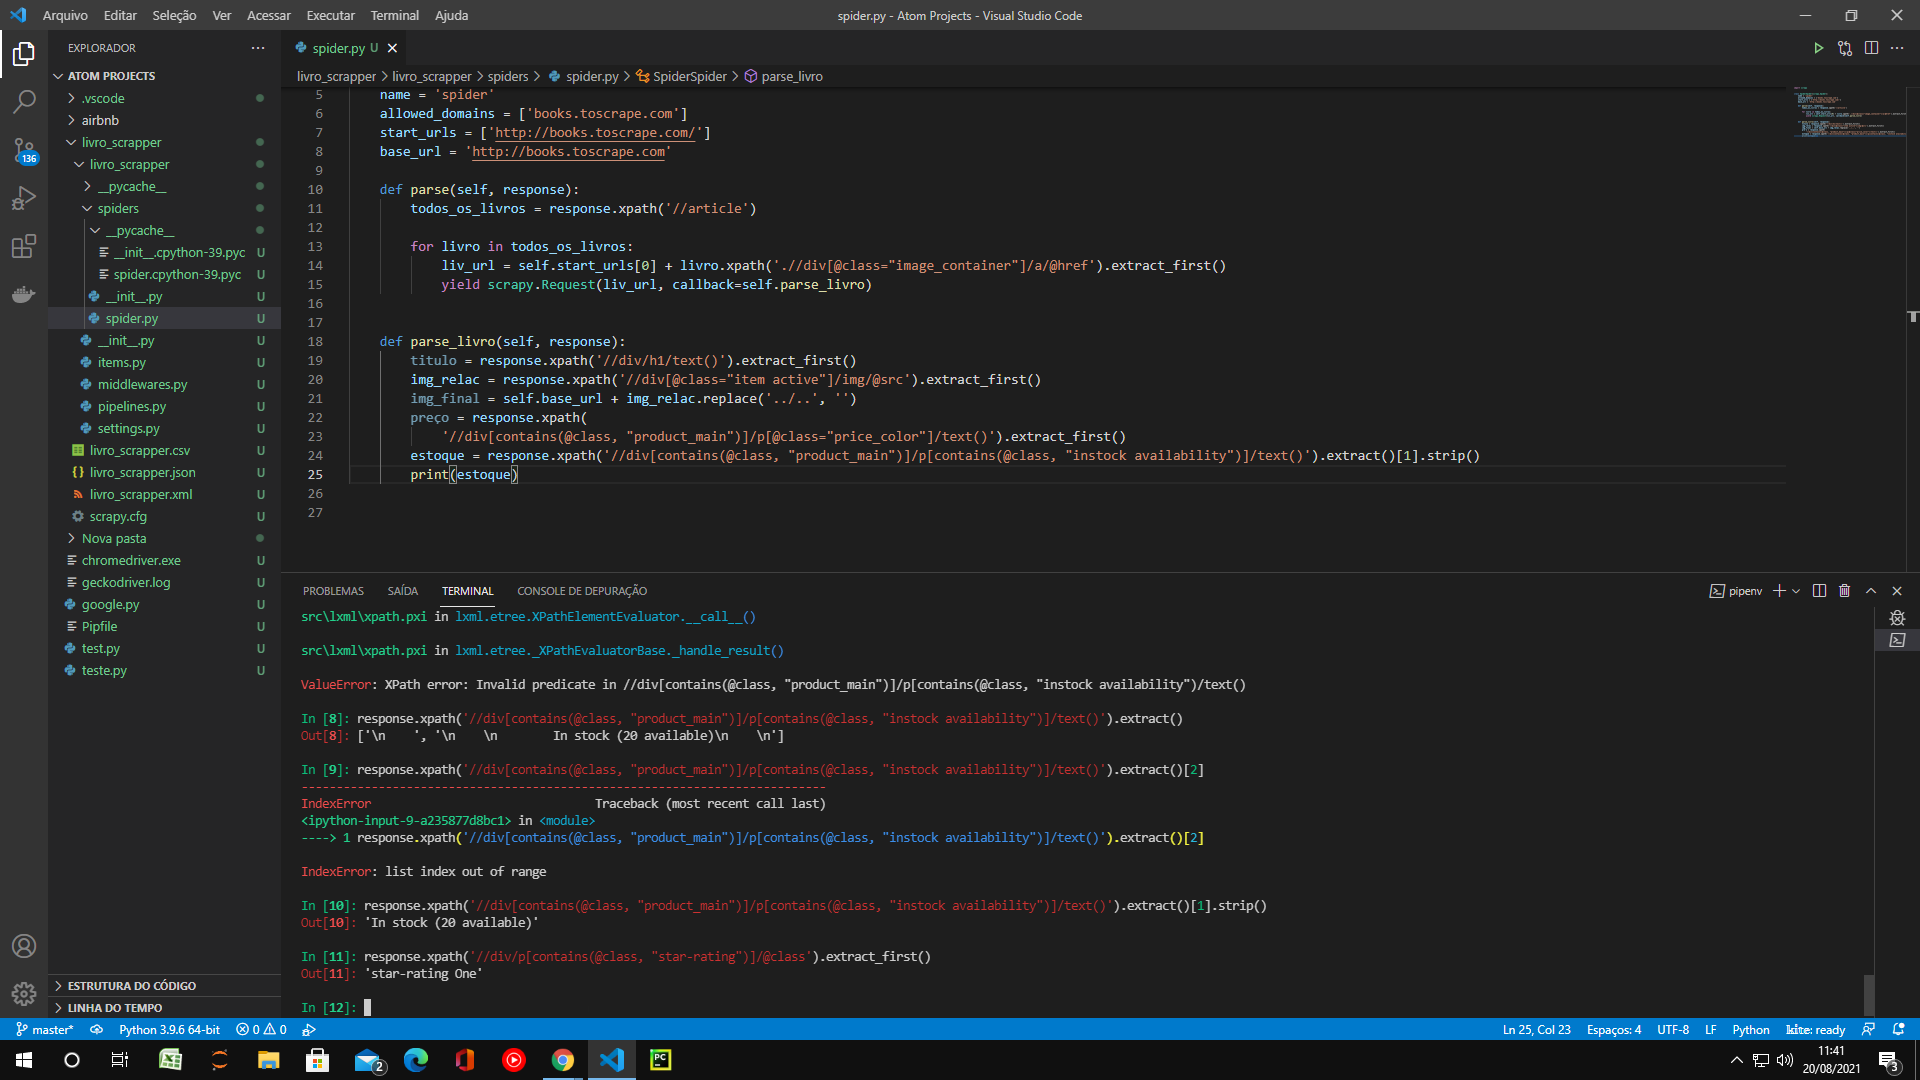 Arquivo Editar Seleção Ver Acessar Executar Terminal Ajuda
spider.py - Atom Projects - Visual Studio Code
EXPLORADOR
ATOM PROJECTS
.vscode
airbnb
livro_scrapper
livro_scrapper
__pycache__
spiders
__pycache__
__init__.cpython-39.pyc U
spider.cpython-39.pyc U
__init__.py U
spider.py U
__init__.py U
items.py U
middlewares.py U
pipelines.py U
settings.py U
livro_scrapper.csv U
livro_scrapper.json U
livro_scrapper.xml U
scrapy.cfg U
Nova pasta
chromedriver.exe U
geckodriver.log U
google.py U
Pipfile U
test.py U
teste.py U
ESTRUTURA DO CÓDIGO
LINHA DO TEMPO
136
spider.py U
livro_scrapper > livro_scrapper > spiders > spider.py > SpiderSpider > parse_livro
5 name = 'spider'
6 allowed_domains = ['books.toscrape.com']
7 start_urls = ['http://books.toscrape.com/']
8 base_url = 'http://books.toscrape.com'
9
10 def parse(self, response):
11 todos_os_livros = response.xpath('//article')
12
13 for livro in todos_os_livros:
14 liv_url = self.start_urls[0] + livro.xpath('.//div[@class="image_container"]/a/@href').extract_first()
15 yield scrapy.Request(liv_url, callback=self.parse_livro)
16
17
18 def parse_livro(self, response):
19 titulo = response.xpath('//div/h1/text()').extract_first()
20 img_relac = response.xpath('//div[@class="item active"]/img/@src').extract_first()
21 img_final = self.base_url + img_relac.replace('../..', '')
22 preço = response.xpath(
23 '//div[contains(@class, "product_main")]/p[@class="price_color"]/text()').extract_first()
24 estoque = response.xpath('//div[contains(@class, "product_main")]/p[contains(@class, "instock availability")]/text()').extract()[1].strip()
25 print(estoque)
26
27
PROBLEMAS SAÍDA TERMINAL CONSOLE DE DEPURAÇÃO
pipenv
src\lxml\xpath.pxi in lxml.etree.XPathElementEvaluator.__call__()
src\lxml\xpath.pxi in lxml.etree._XPathEvaluatorBase._handle_result()
ValueError: XPath error: Invalid predicate in //div[contains(@class, "product_main")]/p[contains(@class, "instock availability")/text()
In [8]: response.xpath('//div[contains(@class, "product_main")]/p[contains(@class, "instock availability")]/text()').extract()
Out[8]: ['\n    ', '\n    \n        In stock (20 available)\n    \n']
In [9]: response.xpath('//div[contains(@class, "product_main")]/p[contains(@class, "instock availability")]/text()').extract()[2]
---------------------------------------------------------------------------
IndexError Traceback (most recent call last)
<ipython-input-9-a235877d8bc1> in <module>
----> 1 response.xpath('//div[contains(@class, "product_main")]/p[contains(@class, "instock availability")]/text()').extract()[2]
IndexError: list index out of range
In [10]: response.xpath('//div[contains(@class, "product_main")]/p[contains(@class, "instock availability")]/text()').extract()[1].strip()
Out[10]: 'In stock (20 available)'
In [11]: response.xpath('//div/p[contains(@class, "star-rating")]/@class').extract_first()
Out[11]: 'star-rating One'
In [12]:
master* Python 3.9.6 64-bit 0 0
Ln 25, Col 23 Espaços: 4 UTF-8 LF Python kite: ready
2
PC
11:41
20/08/2021
3